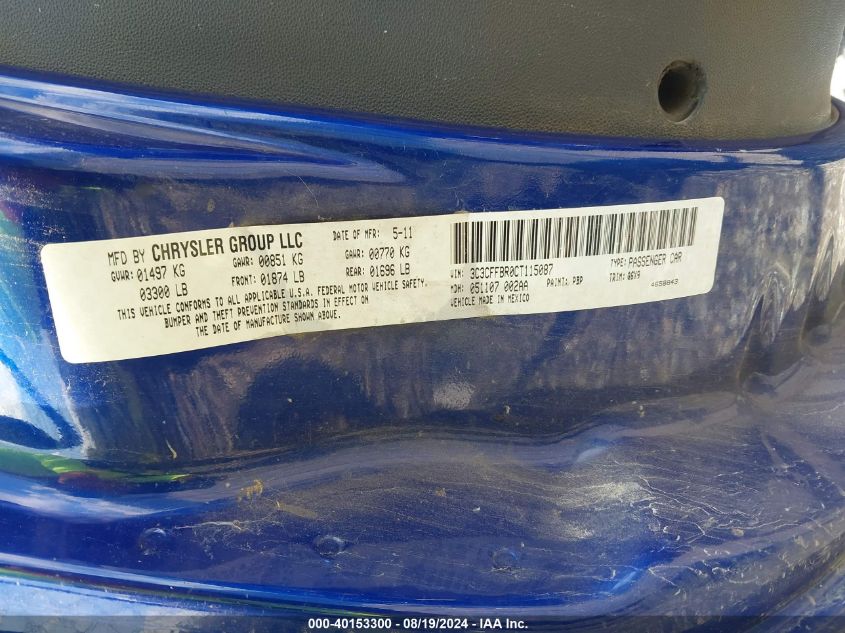 MFD BY CHRYSLER GROUP LLC DATE OF MFR: 5-11
GVWR: 01497 KG GAWR: 00851 KG GAWR: 00770 KG
03300 LB FRONT: 01874 LB REAR: 01696 LB
THIS VEHICLE CONFORMS TO ALL APPLICABLE U.S.A. FEDERAL MOTOR VEHICLE SAFETY,
BUMPER AND THEFT PREVENTION STANDARDS IN EFFECT ON
THE DATE OF MANUFACTURE SHOWN ABOVE.
VIN: 3C3CFFBR0CT115087 TYPE: PASSENGER CAR
MDH: 051107 002AA PAINT: PBP TRIM: G6X9
VEHICLE MADE IN MEXICO 4658843
000-40153300 - 08/19/2024 - IAA Inc.